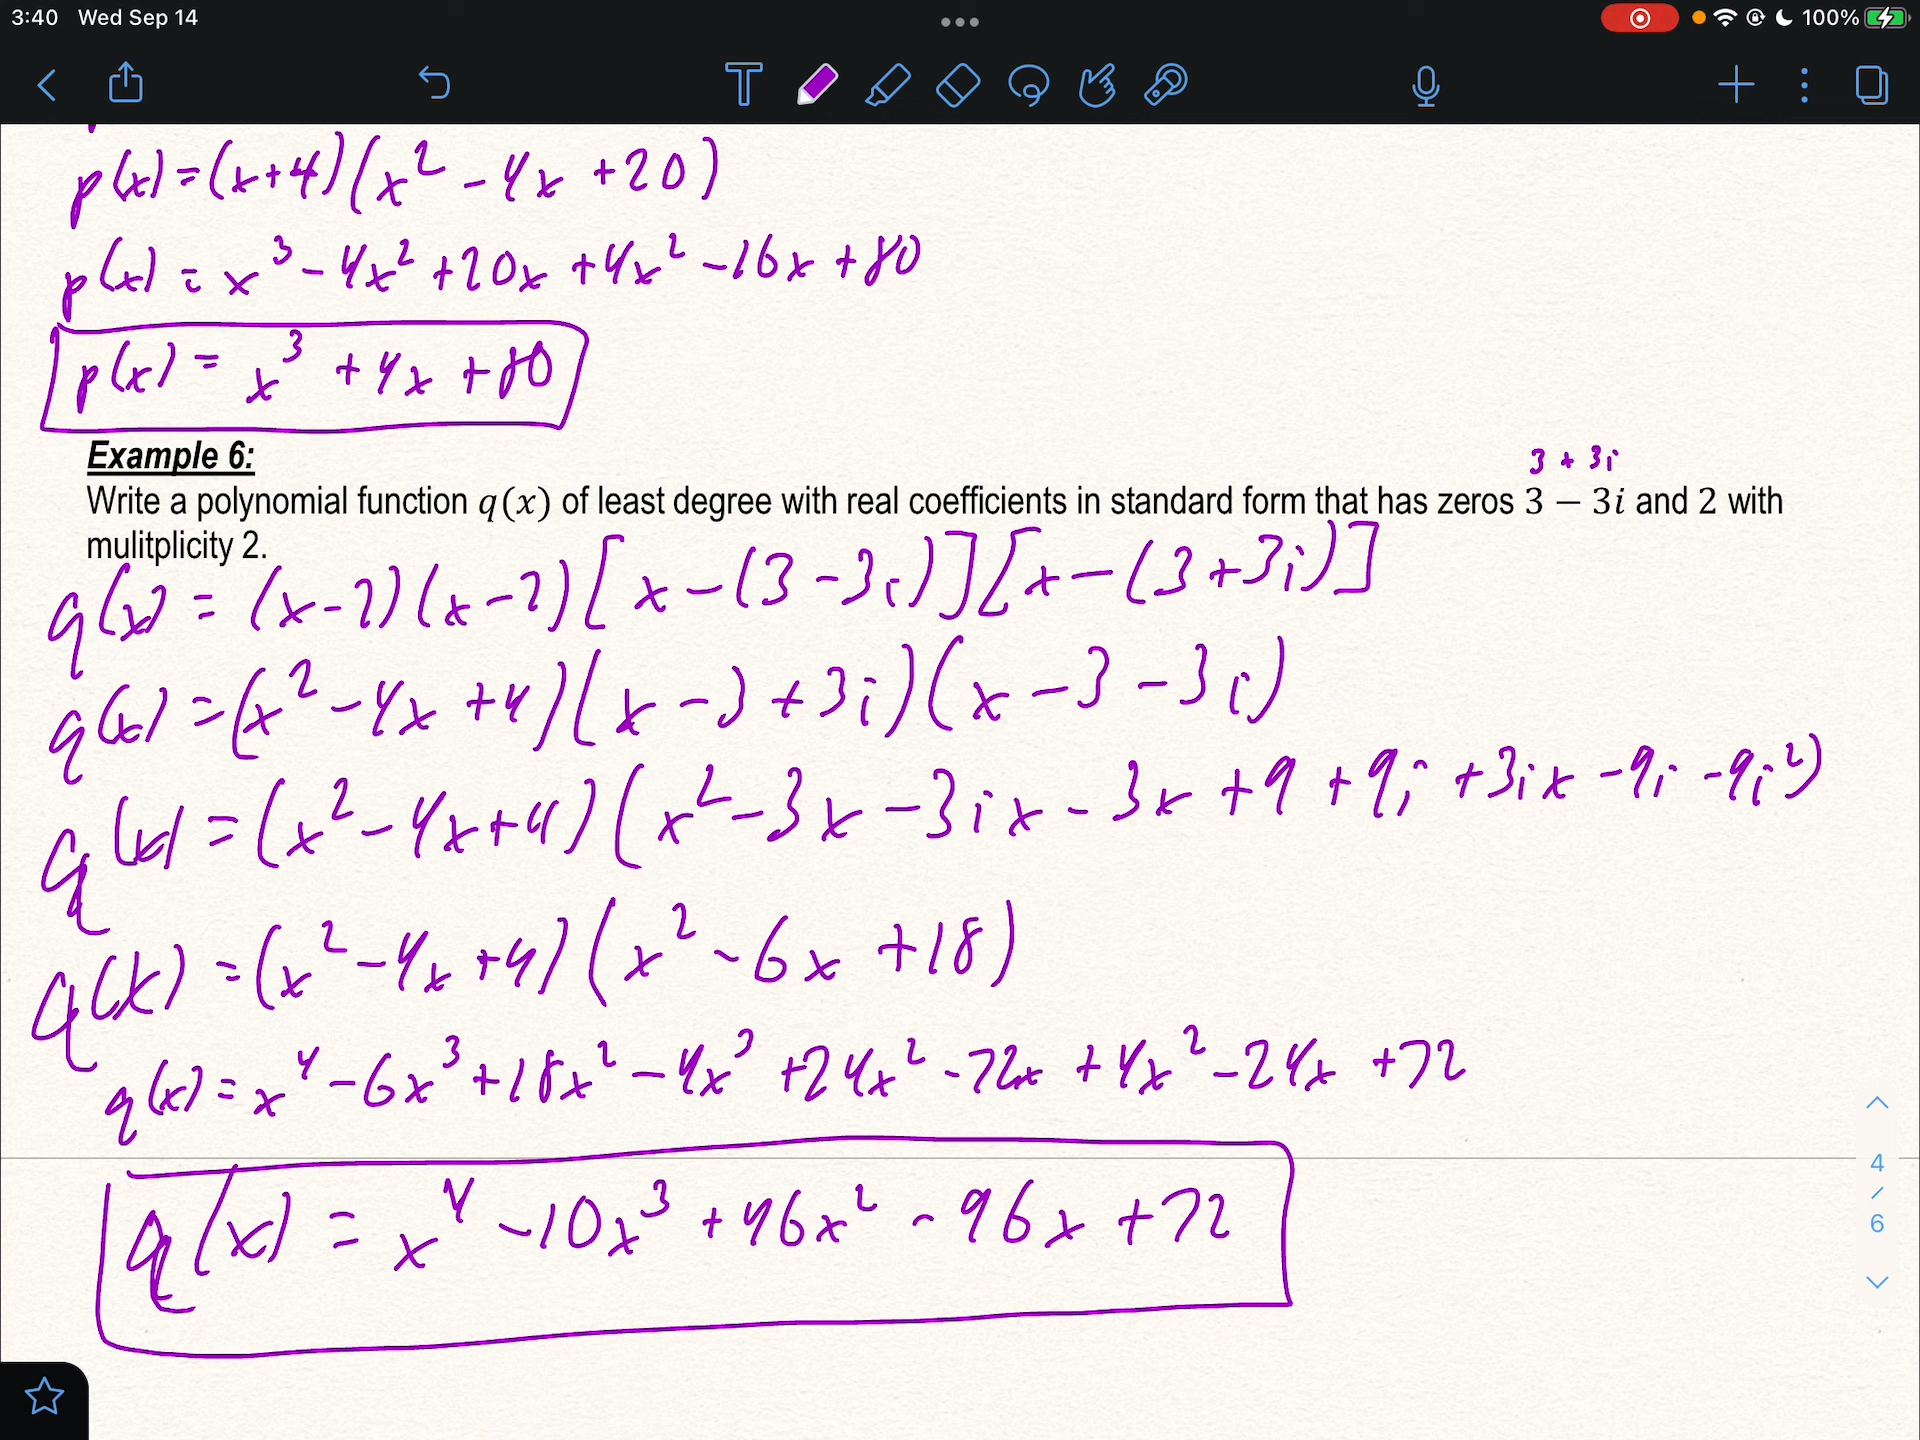 3:40 Wed Sep 14
100%
T
p(x)=(x+4)(x² -4x +20)
p(x) = x³ -4x² +20x +4x² -16x +80
p(x) = x³ +4x +80
Example 6:
3 + 3i
Write a polynomial function q(x) of least degree with real coefficients in standard form that has zeros 3 − 3i and 2 with
mulitplicity 2.
q(x) = (x-2)(x-2)[x-(3-3i)][x-(3+3i)]
q(x) =(x²-4x +4)(x -3 +3i)(x -3 -3i)
q(x) =(x²-4x+4)(x²-3x -3ix -3x +9 +9i +3ix -9i -9i²)
q(x) =(x²-4x +4)(x² -6x +18)
q(x) = x⁴ -6x³ +18x² -4x³ +24x² -72x +4x² -24x +72
q(x) = x⁴ -10x³ +46x² -96x +72
4
/
6